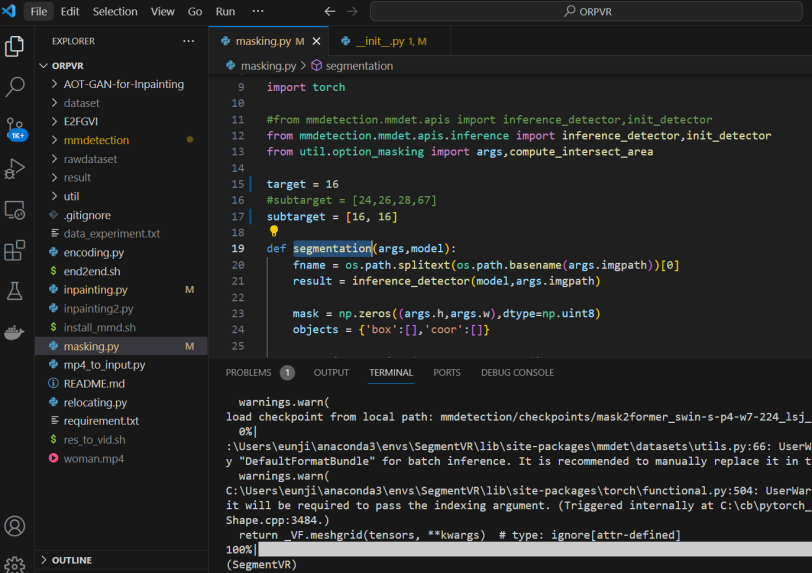 File Edit Selection View Go Run ··· ← → ORPVR
EXPLORER ···
ORPVR
AOT-GAN-for-Inpainting
dataset
E2FGVI
mmdetection
rawdataset
result
util
.gitignore
data_experiment.txt
encoding.py
$ end2end.sh
inpainting.py M
inpainting2.py
$ install_mmd.sh
masking.py M
mp4_to_input.py
README.md
relocating.py
requirement.txt
$ res_to_vid.sh
woman.mp4
OUTLINE
1K+
masking.py M × __init__.py 1, M
masking.py > segmentation
9 import torch
10
11 #from mmdetection.mmdet.apis import inference_detector,init_detector
12 from mmdetection.mmdet.apis.inference import inference_detector,init_detector
13 from util.option_masking import args,compute_intersect_area
14
15 target = 16
16 #subtarget = [24,26,28,67]
17 subtarget = [16, 16]
18
19 def segmentation(args,model):
20 fname = os.path.splitext(os.path.basename(args.imgpath))[0]
21 result = inference_detector(model,args.imgpath)
22
23 mask = np.zeros((args.h,args.w),dtype=np.uint8)
24 objects = {'box':[],'coor':[]}
25
PROBLEMS 1 OUTPUT TERMINAL PORTS DEBUG CONSOLE
warnings.warn(
load checkpoint from local path: mmdetection/checkpoints/mask2former_swin-s-p4-w7-224_lsj_
0%|
:\Users\eunji\anaconda3\envs\SegmentVR\lib\site-packages\mmdet\datasets\utils.py:66: UserW
y "DefaultFormatBundle" for batch inference. It is recommended to manually replace it in t
warnings.warn(
C:\Users\eunji\anaconda3\envs\SegmentVR\lib\site-packages\torch\functional.py:504: UserWar
it will be required to pass the indexing argument. (Triggered internally at C:\cb\pytorch_
Shape.cpp:3484.)
return _VF.meshgrid(tensors, **kwargs) # type: ignore[attr-defined]
100%|
(SegmentVR)